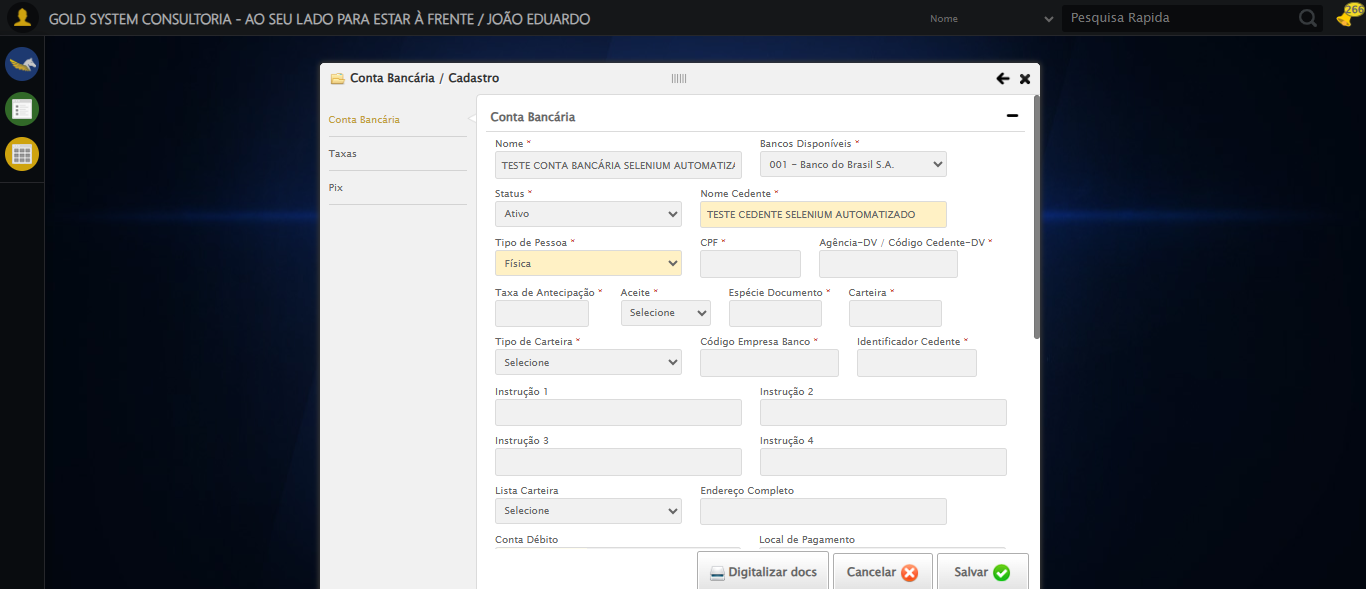 GOLD SYSTEM CONSULTORIA - AO SEU LADO PARA ESTAR À FRENTE / JOÃO EDUARDO
Nome
Pesquisa Rapida
266
Conta Bancária / Cadastro
Conta Bancária
Taxas
Pix
Conta Bancária
Nome * Bancos Disponíveis *
TESTE CONTA BANCÁRIA SELENIUM AUTOMATIZA 001 - Banco do Brasil S.A.
Status * Nome Cedente *
Ativo TESTE CEDENTE SELENIUM AUTOMATIZADO
Tipo de Pessoa * CPF * Agência-DV / Código Cedente-DV *
Física
Taxa de Antecipação * Aceite * Espécie Documento * Carteira *
Selecione
Tipo de Carteira * Código Empresa Banco * Identificador Cedente *
Selecione
Instrução 1 Instrução 2
Instrução 3 Instrução 4
Lista Carteira Endereço Completo
Selecione
Conta Débito Local de Pagamento
Digitalizar docs Cancelar Salvar